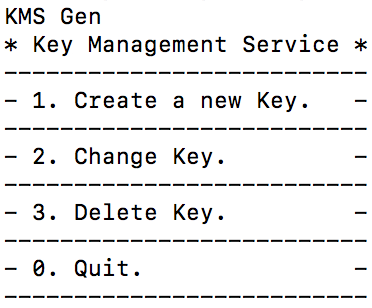 KMS Gen
* Key Management Service *
--------------------------
- 1. Create a new Key.   -
--------------------------
- 2. Change Key.         -
--------------------------
- 3. Delete Key.         -
--------------------------
- 0. Quit.               -
--------------------------